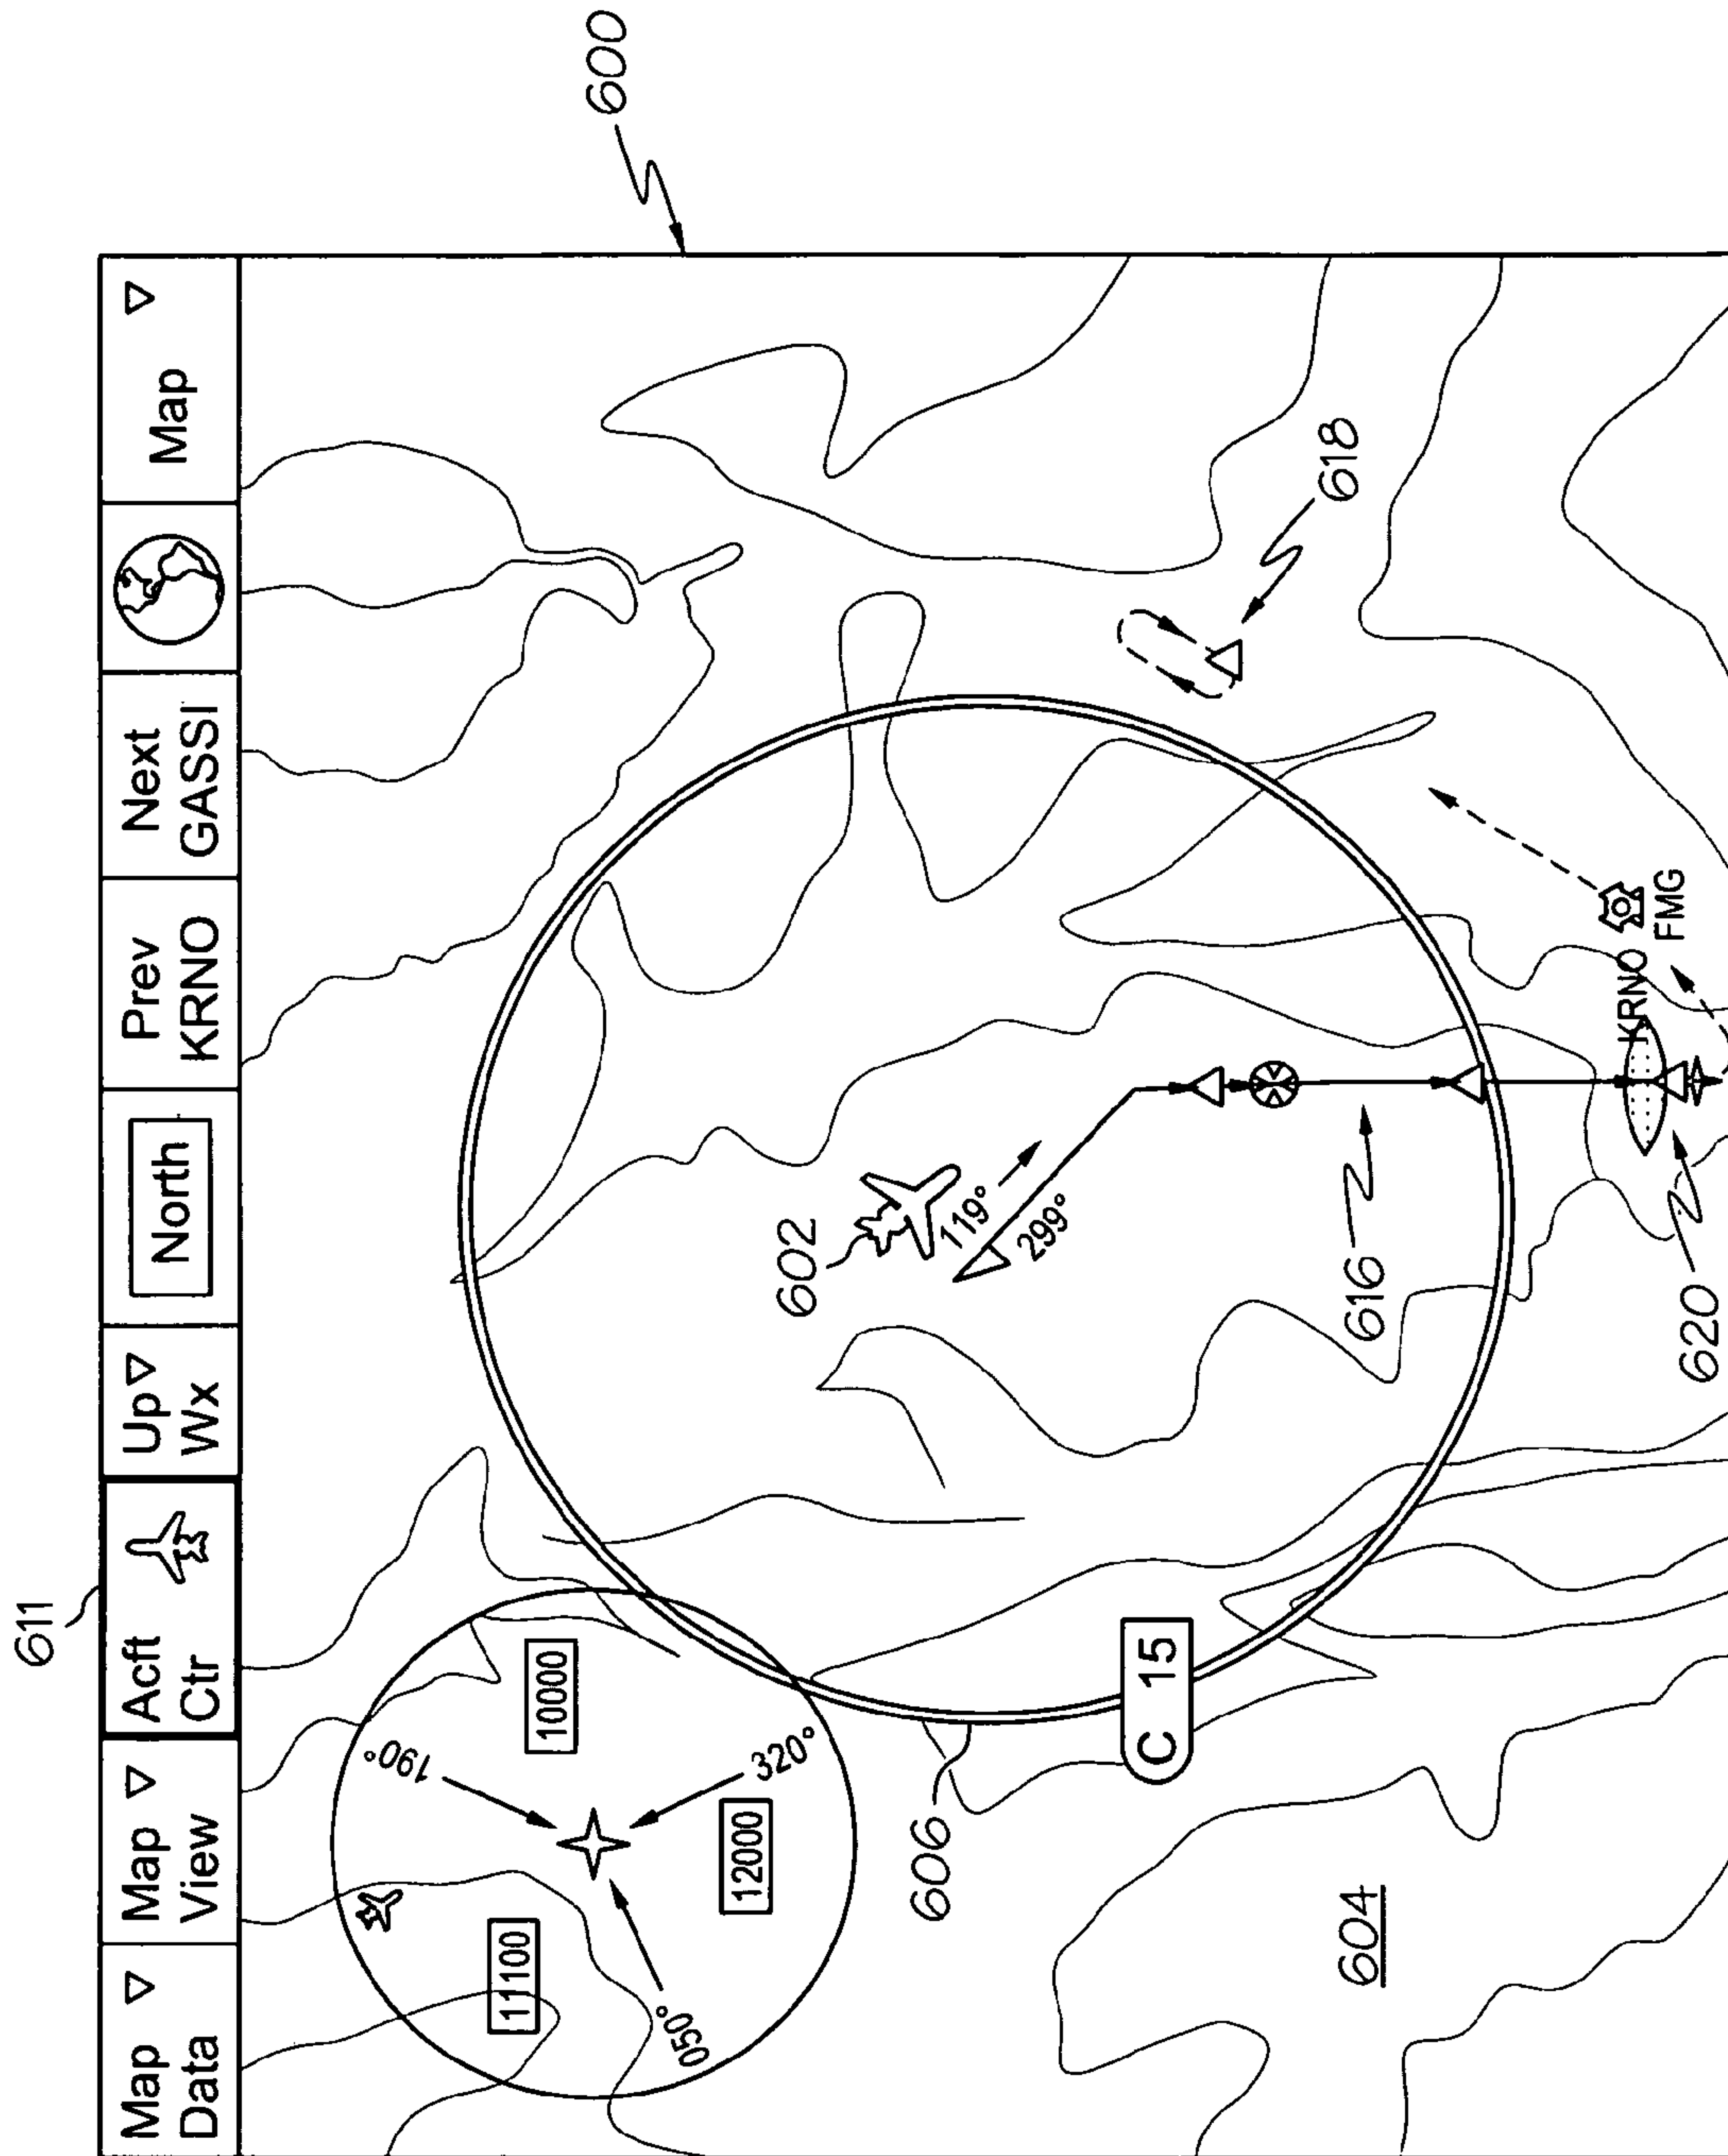 611
Map ▽
Data
Map ▽
View
Acft
Ctr
Up▽
Wx
North
Prev
KRNO
Next
GASSI
Map ▽
600
190°
10000
11100
12000
050°
320°
602
119°
299°
606
C 15
616
618
604
KRNO
FMG
620